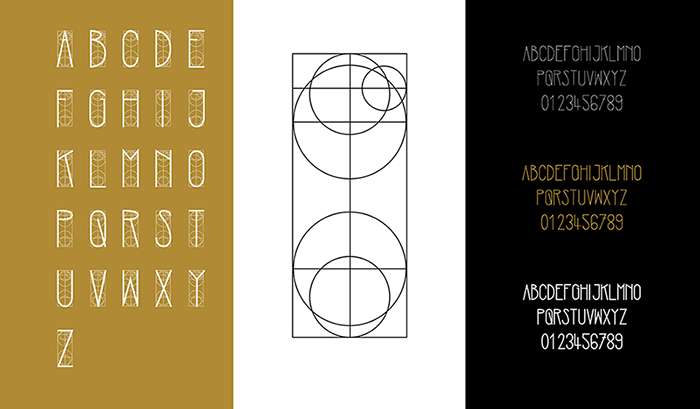 ABCDE
FGHIJ
KLMNO
PQRST
UVWXY
Z
ABCDEFGHIJKLMNO
PQRSTUVWXYZ
0123456789
ABCDEFGHIJKLMNO
PQRSTUVWXYZ
0123456789
ABCDEFGHIJKLMNO
PQRSTUVWXYZ
0123456789